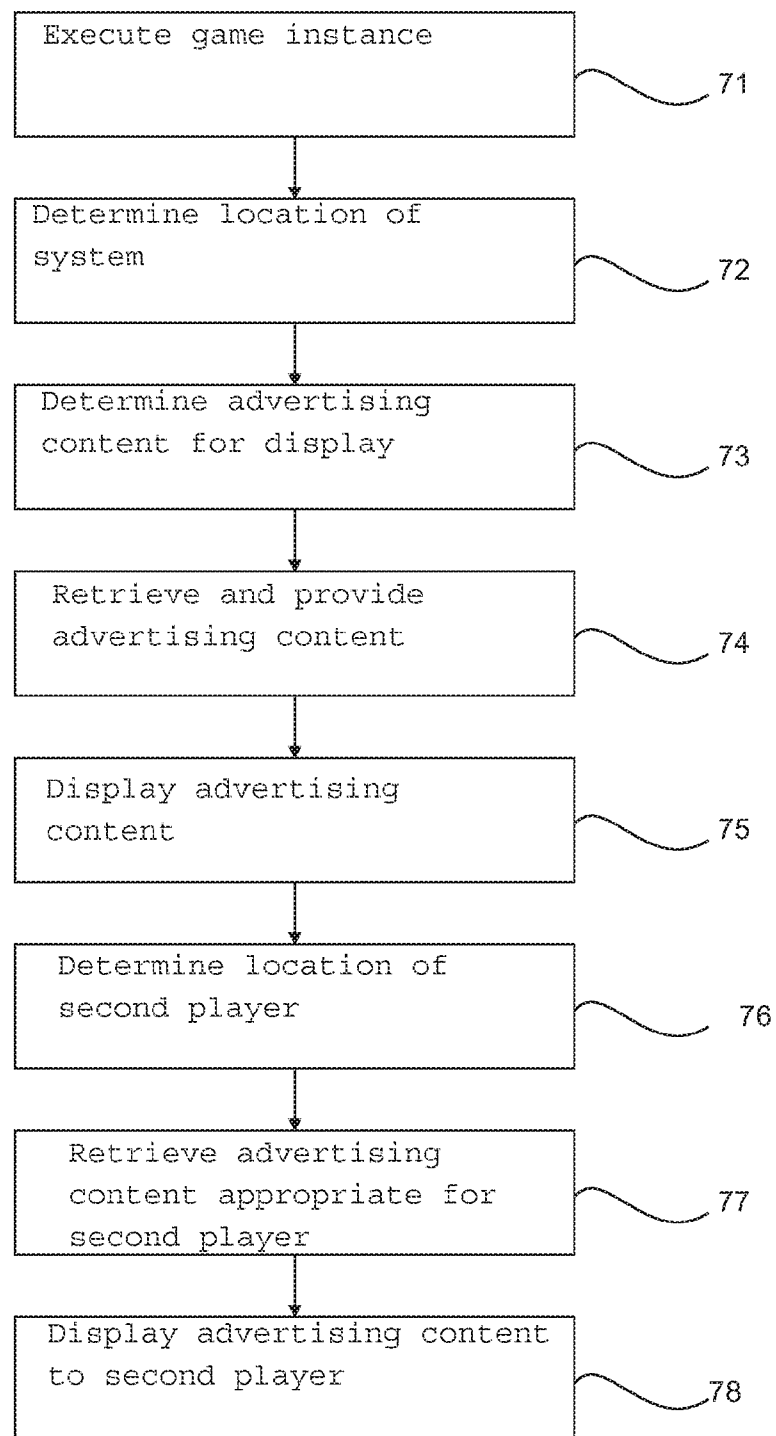 Execute game instance
71
Determine location of
system
72
Determine advertising
content for display
73
Retrieve and provide
advertising content
74
Display advertising
content
75
Determine location of
second player
76
Retrieve advertising
content appropriate for
second player
77
Display advertising content
to second player
78